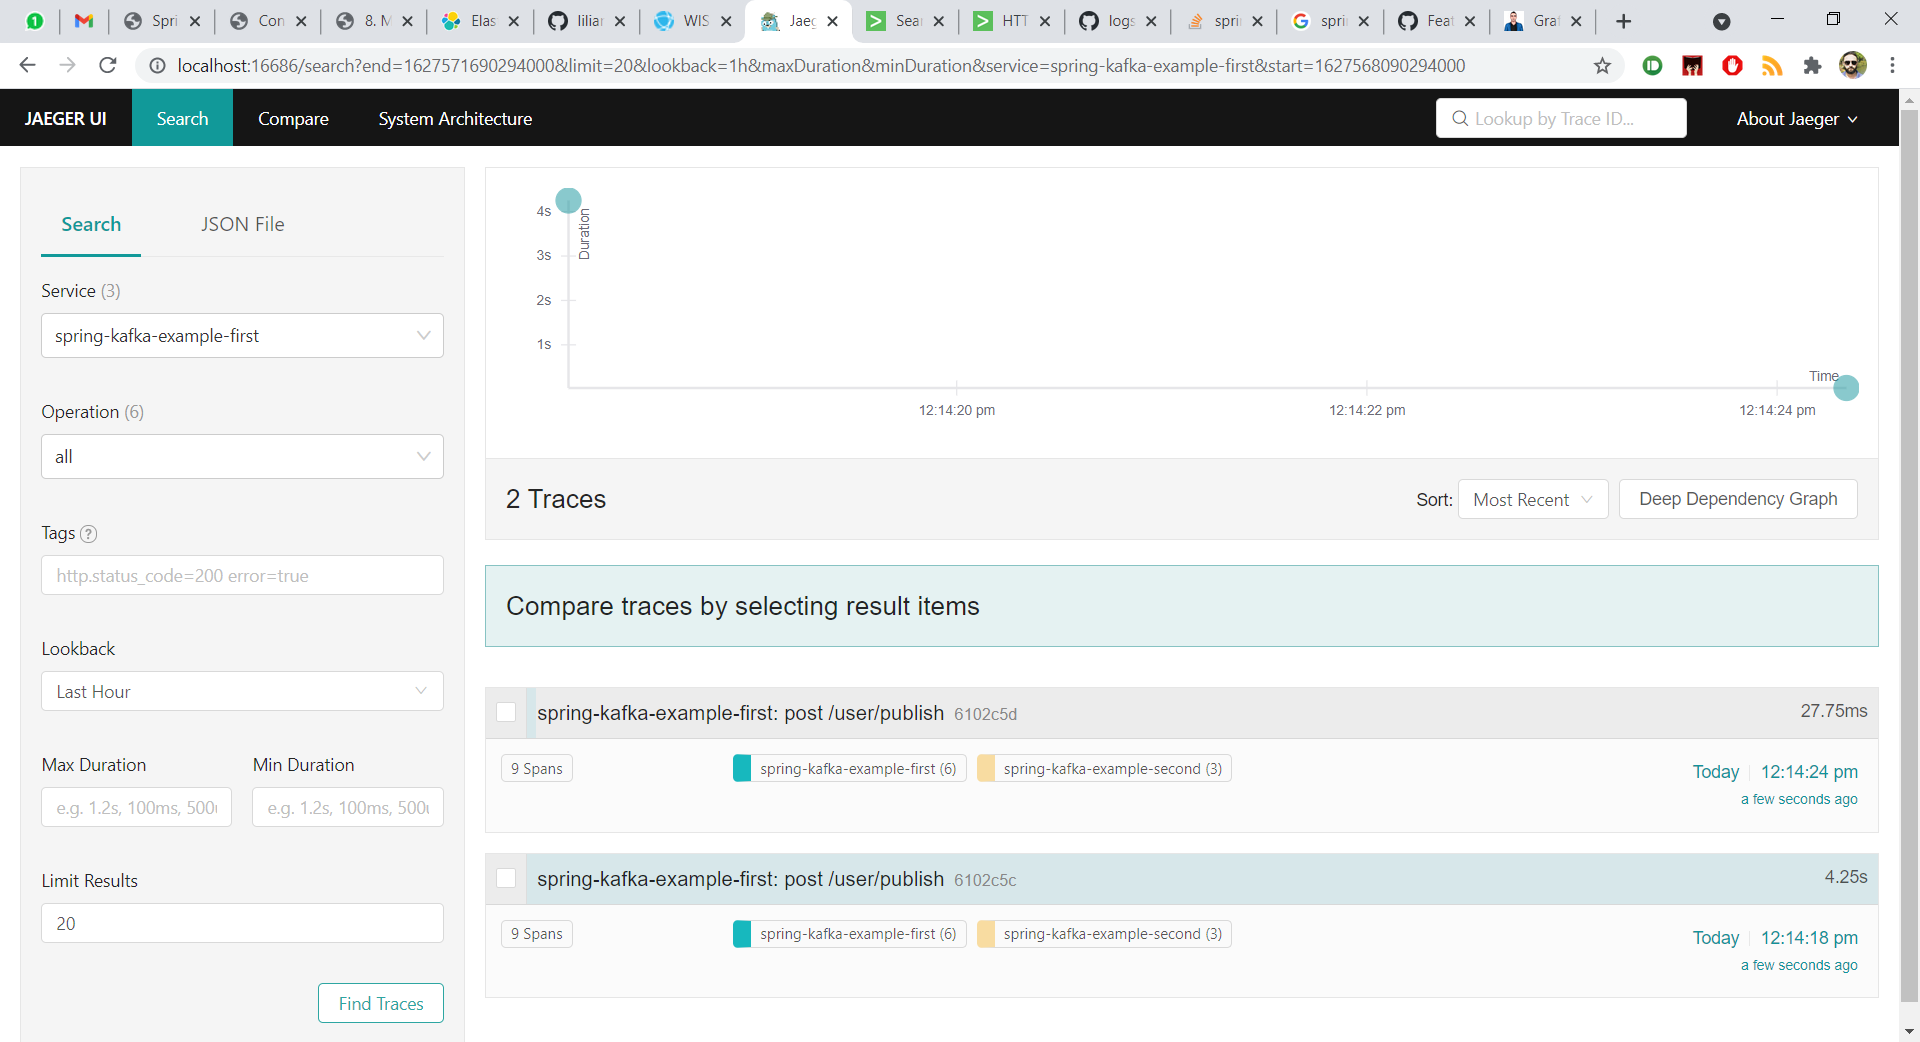 Spri
Con
8. M
Elas
lilian
WIS
Jaeg
Sear
HTT
logs
sprin
sprin
Feat
Graf
localhost:16686/search?end=1627571690294000&limit=20&lookback=1h&maxDuration&minDuration&service=spring-kafka-example-first&start=1627568090294000
JAEGER UI
Search
Compare
System Architecture
Lookup by Trace ID...
About Jaeger
Search
JSON File
Service (3)
spring-kafka-example-first
Operation (6)
all
Tags ?
http.status_code=200 error=true
Lookback
Last Hour
Max Duration
Min Duration
e.g. 1.2s, 100ms, 500u
e.g. 1.2s, 100ms, 500u
Limit Results
20
Find Traces
4s
3s
2s
1s
Duration
Time
12:14:20 pm
12:14:22 pm
12:14:24 pm
2 Traces
Sort:
Most Recent
Deep Dependency Graph
Compare traces by selecting result items
spring-kafka-example-first: post /user/publish 6102c5d
27.75ms
9 Spans
spring-kafka-example-first (6)
spring-kafka-example-second (3)
Today
12:14:24 pm
a few seconds ago
spring-kafka-example-first: post /user/publish 6102c5c
4.25s
9 Spans
spring-kafka-example-first (6)
spring-kafka-example-second (3)
Today
12:14:18 pm
a few seconds ago